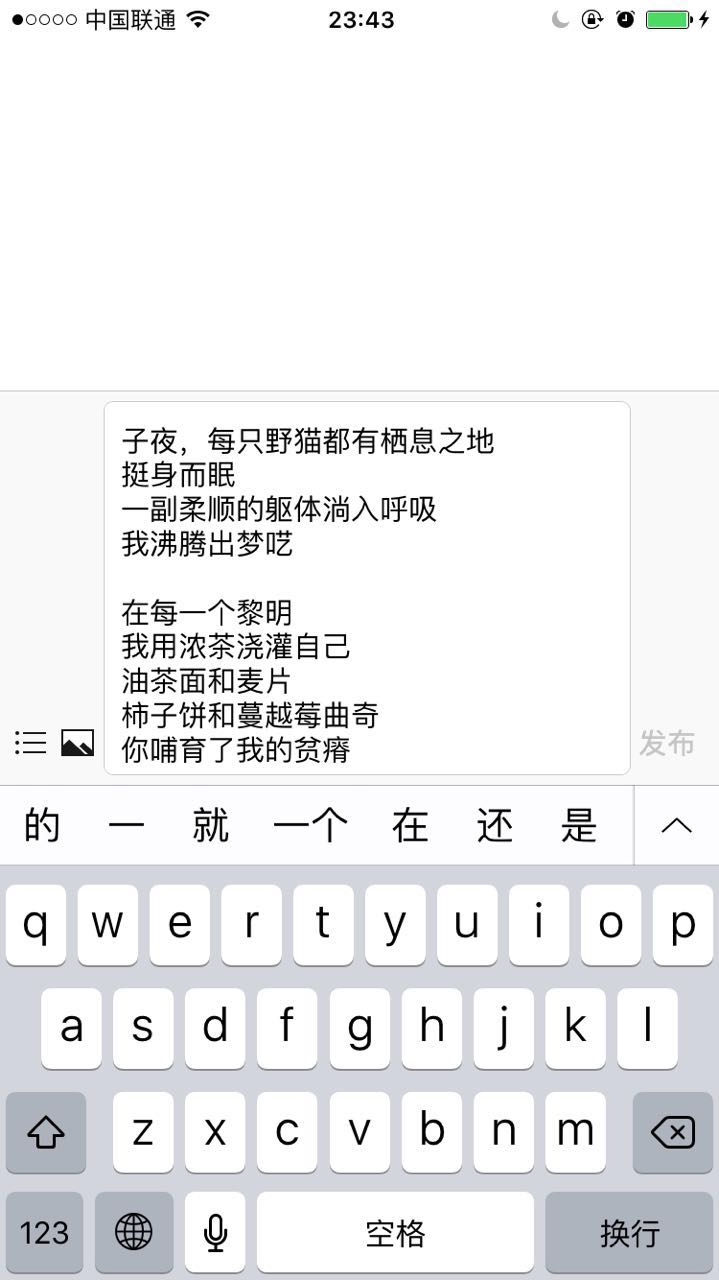 中国联通 23:43
子夜，每只野猫都有栖息之地
挺身而眠
一副柔顺的躯体淌入呼吸
我沸腾出梦呓
在每一个黎明
我用浓茶浇灌自己
油茶面和麦片
柿子饼和蔓越莓曲奇
你哺育了我的贫瘠
发布
的 一 就 一个 在 还 是
q w e r t y u i o p
a s d f g h j k l
z x c v b n m
123 空格 换行